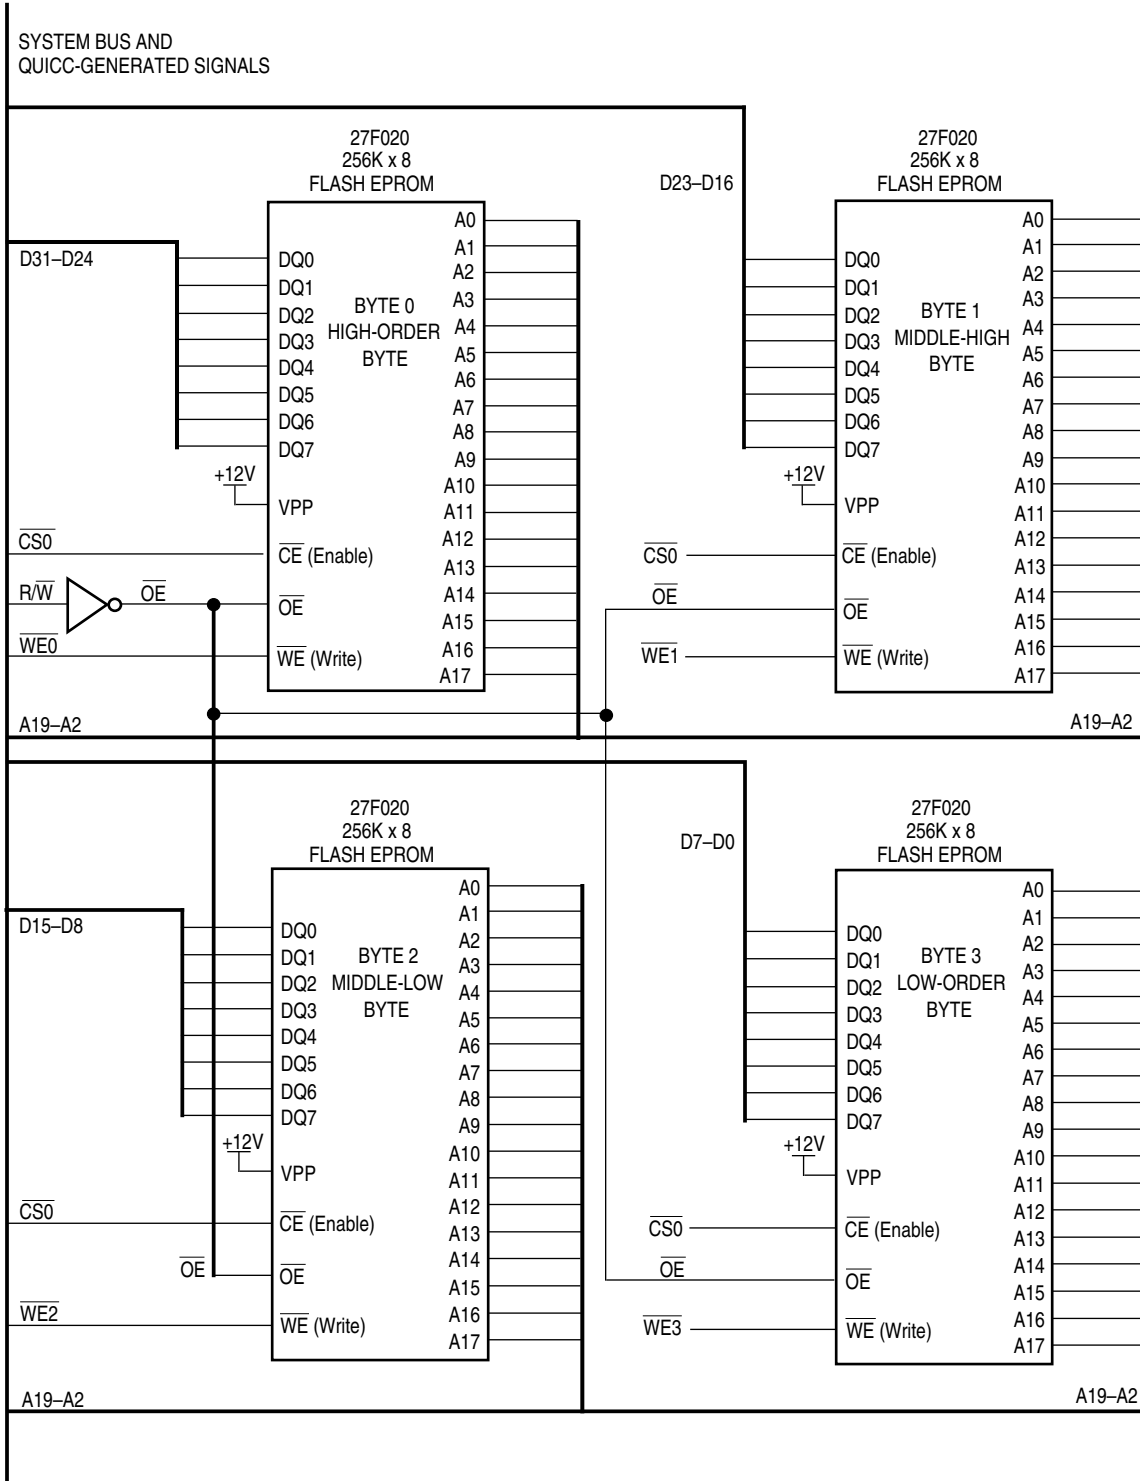 SYSTEM BUS AND
QUICC-GENERATED SIGNALS
27F020
256K x 8
FLASH EPROM
D31–D24
DQ0
DQ1
DQ2
DQ3
DQ4
DQ5
DQ6
DQ7
BYTE 0
HIGH-ORDER
BYTE
A0
A1
A2
A3
A4
A5
A6
A7
A8
A9
A10
A11
A12
A13
A14
A15
A16
A17
+12V
VPP
CS0
CE (Enable)
R/W
OE
OE
WE0
WE (Write)
A19–A2
27F020
256K x 8
FLASH EPROM
D23–D16
DQ0
DQ1
DQ2
DQ3
DQ4
DQ5
DQ6
DQ7
BYTE 1
MIDDLE-HIGH
BYTE
A0
A1
A2
A3
A4
A5
A6
A7
A8
A9
A10
A11
A12
A13
A14
A15
A16
A17
+12V
VPP
CS0
CE (Enable)
OE
OE
WE1
WE (Write)
A19–A2
27F020
256K x 8
FLASH EPROM
D15–D8
DQ0
DQ1
DQ2
DQ3
DQ4
DQ5
DQ6
DQ7
BYTE 2
MIDDLE-LOW
BYTE
A0
A1
A2
A3
A4
A5
A6
A7
A8
A9
A10
A11
A12
A13
A14
A15
A16
A17
+12V
VPP
CS0
CE (Enable)
OE
OE
WE2
WE (Write)
A19–A2
27F020
256K x 8
FLASH EPROM
D7–D0
DQ0
DQ1
DQ2
DQ3
DQ4
DQ5
DQ6
DQ7
BYTE 3
LOW-ORDER
BYTE
A0
A1
A2
A3
A4
A5
A6
A7
A8
A9
A10
A11
A12
A13
A14
A15
A16
A17
+12V
VPP
CS0
CE (Enable)
OE
OE
WE3
WE (Write)
A19–A2